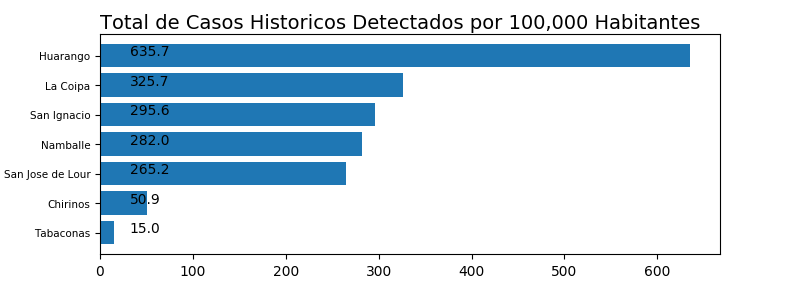 Total de Casos Historicos Detectados por 100,000 Habitantes
Huarango 635.7
La Coipa 325.7
San Ignacio 295.6
Namballe 282.0
San Jose de Lour 265.2
Chirinos 50.9
Tabaconas 15.0
0 100 200 300 400 500 600